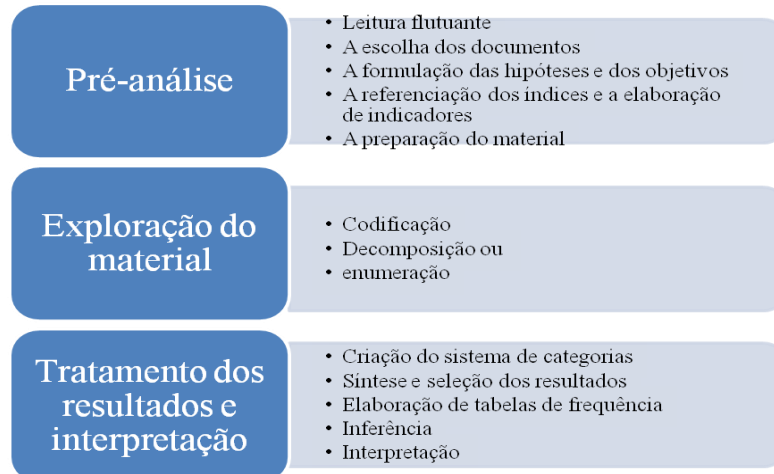 Pré-análise
• Leitura flutuante
• A escolha dos documentos
• A formulação das hipóteses e dos objetivos
• A referenciação dos índices e a elaboração
de indicadores
• A preparação do material
Exploração do
material
• Codificação
• Decomposição ou
• enumeração
Tratamento dos
resultados e
interpretação
• Criação do sistema de categorias
• Síntese e seleção dos resultados
• Elaboração de tabelas de frequência
• Inferência
• Interpretação